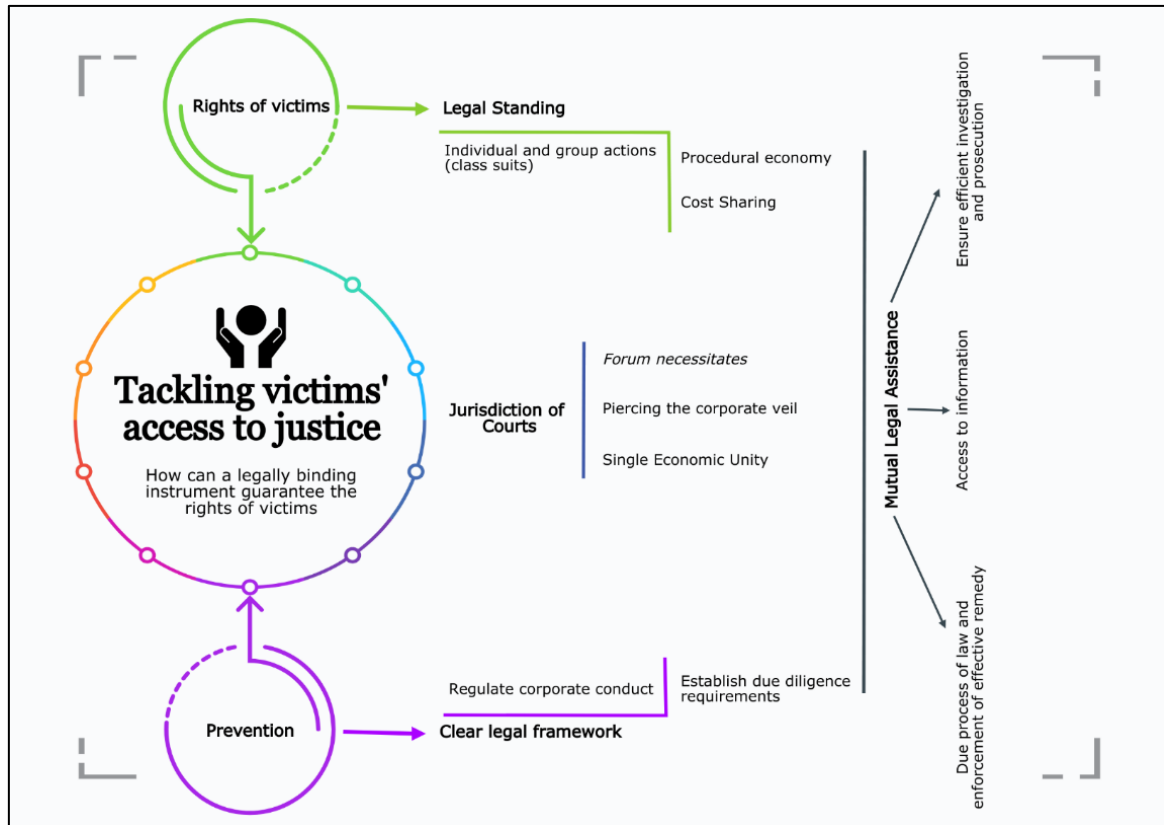 Rights of victims
Legal Standing
Individual and group actions
(class suits)
Procedural economy
Cost Sharing
Tackling victims'
access to justice
How can a legally binding
instrument guarantee the
rights of victims
Jurisdiction of
Courts
Forum necessitates
Piercing the corporate veil
Single Economic Unity
Prevention
Regulate corporate conduct
Clear legal framework
Establish due diligence
requirements
Mutual Legal Assistance
Ensure efficient investigation
and prosecution
Access to information
Due process of law and
enforcement of effective remedy